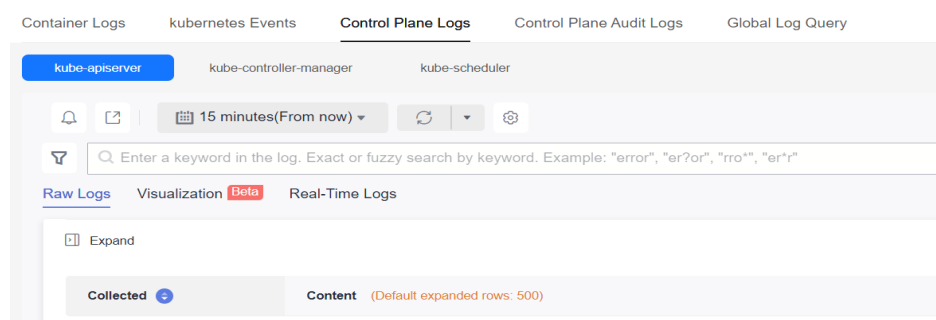 Container Logs kubernetes Events Control Plane Logs Control Plane Audit Logs Global Log Query
kube-apiserver kube-controller-manager kube-scheduler
15 minutes(From now)
Enter a keyword in the log. Exact or fuzzy search by keyword. Example: "error", "er?or", "rro*", "er*r"
Raw Logs Visualization Beta Real-Time Logs
Expand
Collected Content (Default expanded rows: 500)